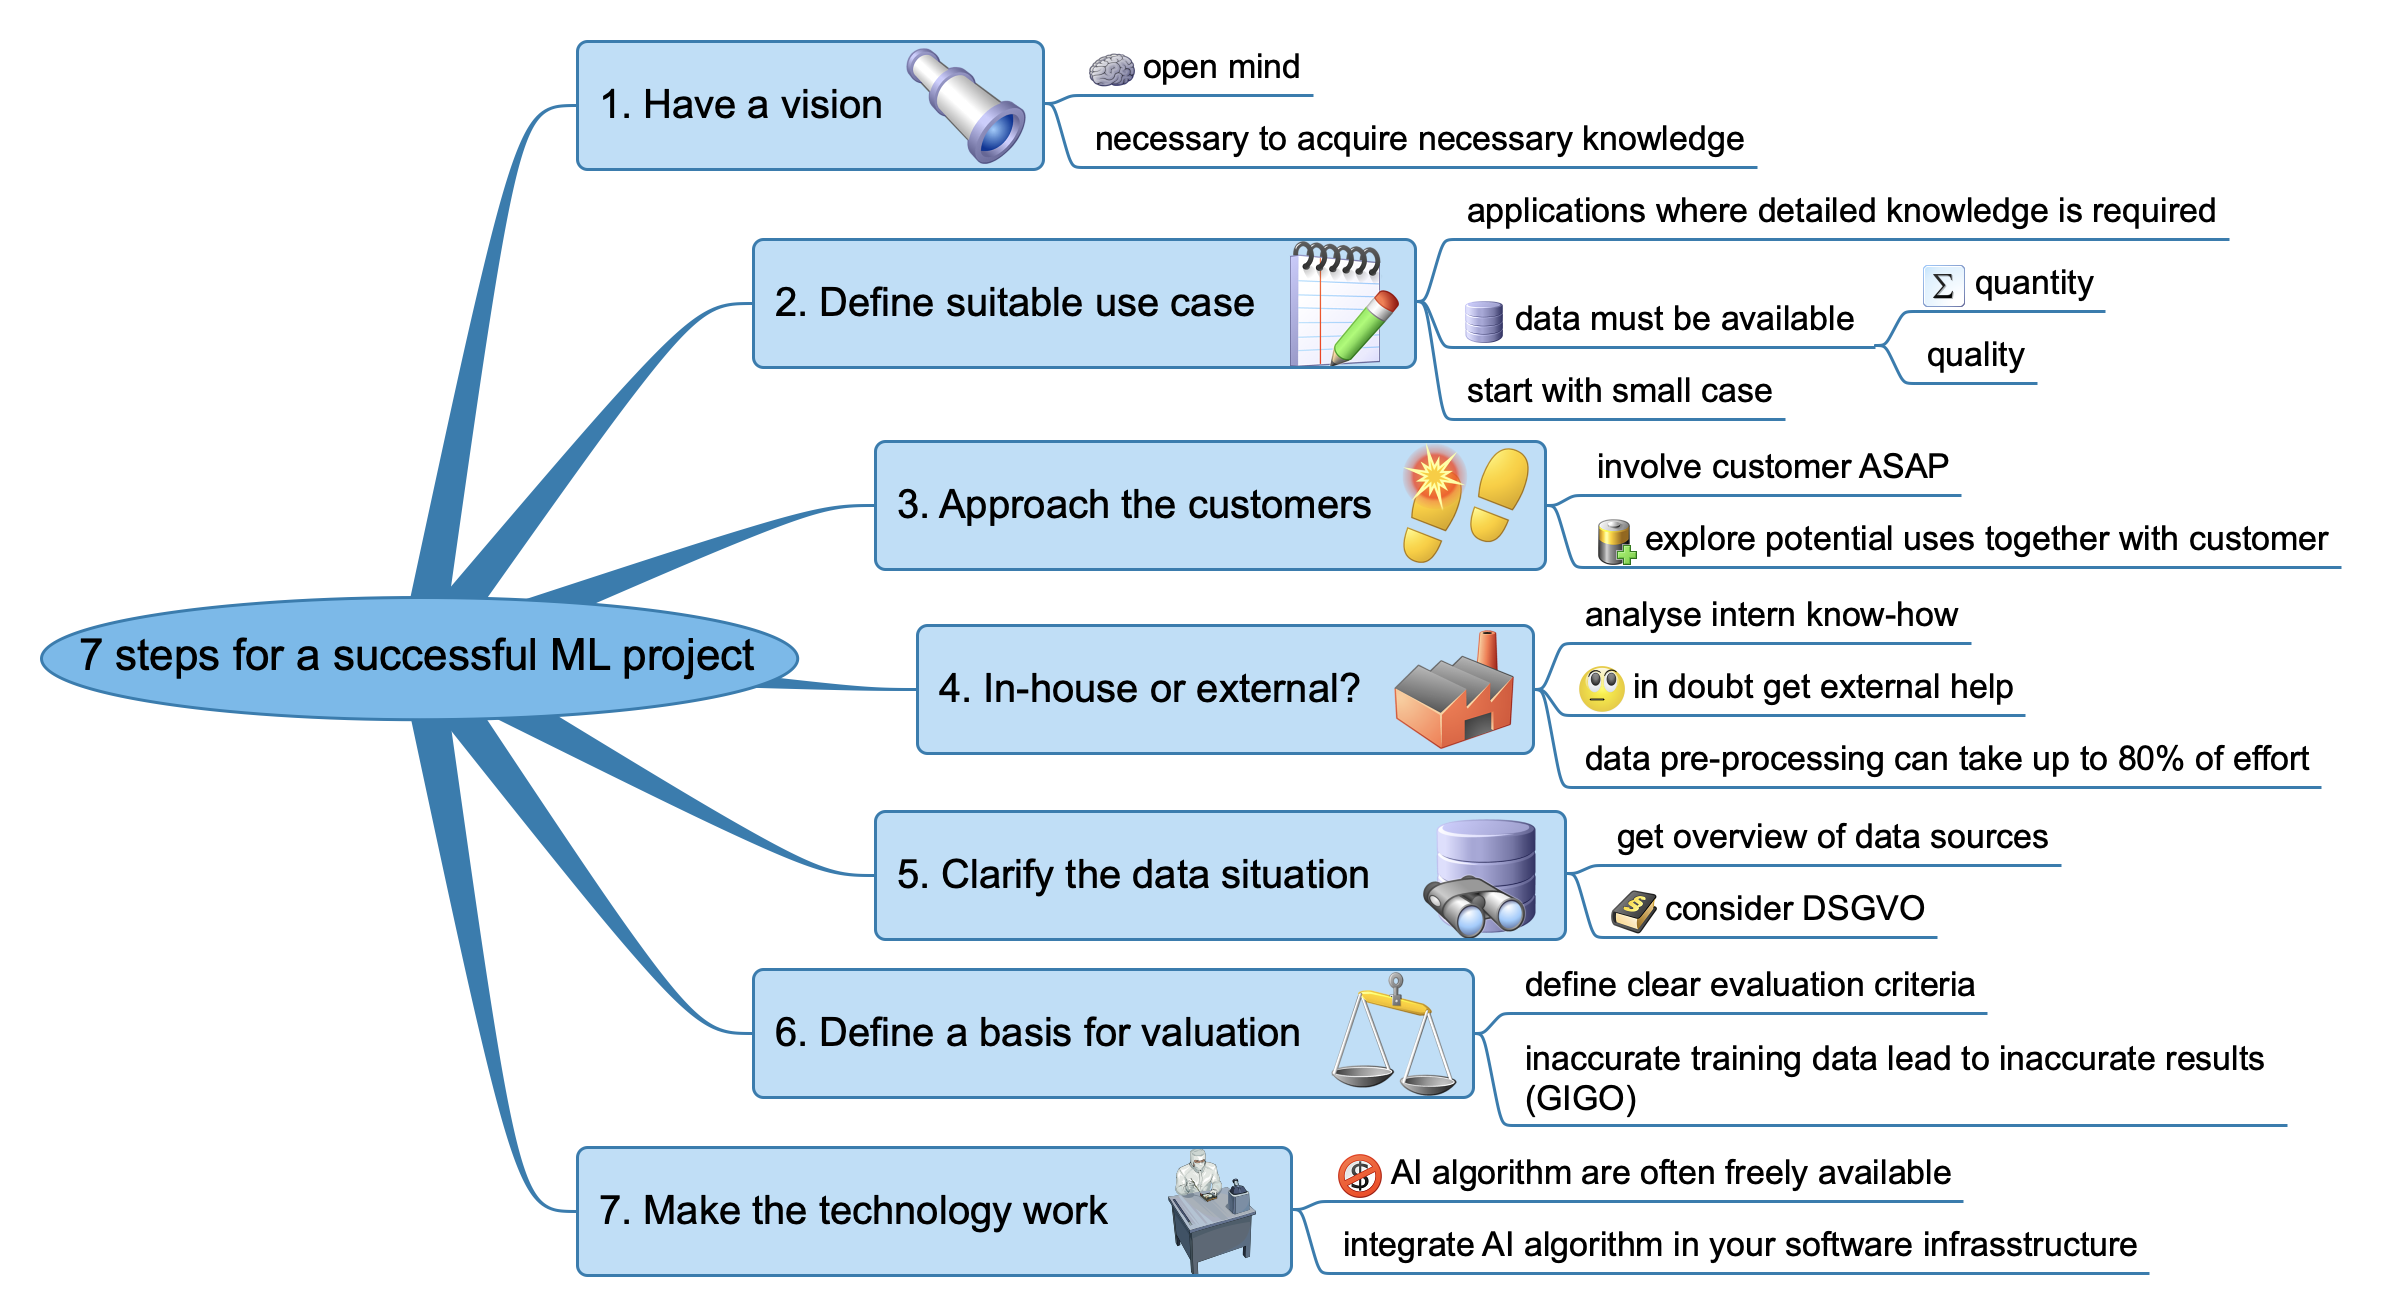 7 steps for a successful ML project
1. Have a vision
open mind
necessary to acquire necessary knowledge
2. Define suitable use case
applications where detailed knowledge is required
data must be available
Σ quantity
quality
start with small case
3. Approach the customers
involve customer ASAP
explore potential uses together with customer
4. In-house or external?
analyse intern know-how
in doubt get external help
data pre-processing can take up to 80% of effort
5. Clarify the data situation
get overview of data sources
§ consider DSGVO
6. Define a basis for valuation
define clear evaluation criteria
inaccurate training data lead to inaccurate results
(GIGO)
7. Make the technology work
$ AI algorithm are often freely available
integrate AI algorithm in your software infrasstructure